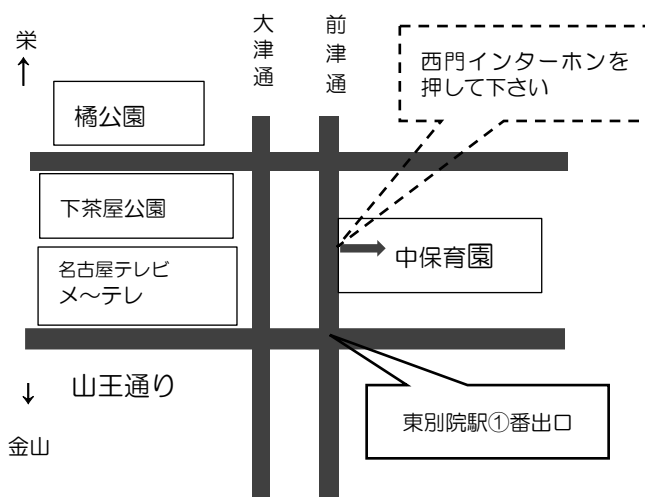 栄
大津通
前津通
西門インターホンを
押して下さい
橘公園
下茶屋公園
名古屋テレビ
メ～テレ
中保育園
山王通り
東別院駅①番出口
金山